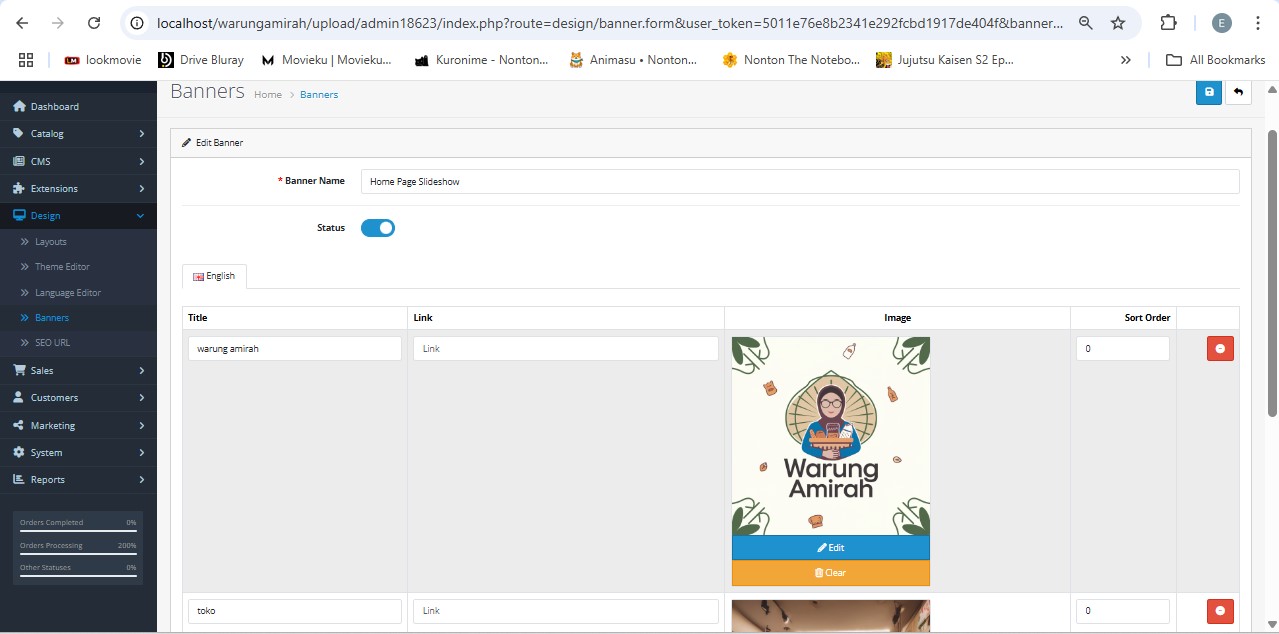 localhost/warungamirah/upload/admin18623/index.php?route=design/banner.form&user_token=5011e76e8b2341e292fcbd1917de404f&banner...
E
lookmovie
Drive Bluray
Movieku | Movieku...
Kuronime - Nonton...
Animasu • Nonton...
Nonton The Notebo...
Jujutsu Kaisen S2 Ep...
All Bookmarks
Banners
Home
Banners
Dashboard
Catalog
CMS
Extensions
Design
Layouts
Theme Editor
Language Editor
Banners
SEO URL
Sales
Customers
Marketing
System
Reports
Orders Completed 0%
Orders Processing 200%
Other Statuses 0%
Edit Banner
* Banner Name
Home Page Slideshow
Status
English
Title
Link
Image
Sort Order
warung amirah
Link
Warung
Amirah
Edit
Clear
0
toko
Link
0